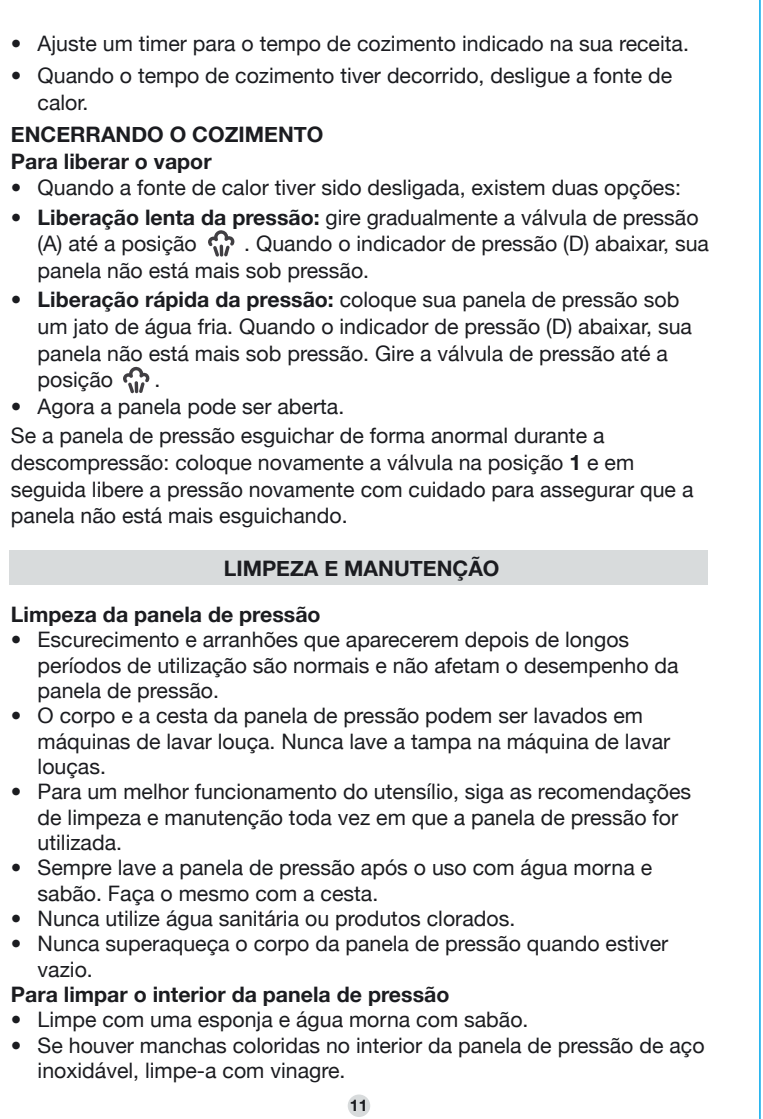 • Ajuste um timer para o tempo de cozimento indicado na sua receita.
• Quando o tempo de cozimento tiver decorrido, desligue a fonte de
calor.
ENCERRANDO O COZIMENTO
Para liberar o vapor
• Quando a fonte de calor tiver sido desligada, existem duas opções:
• Liberação lenta da pressão: gire gradualmente a válvula de pressão
(A) até a posição . Quando o indicador de pressão (D) abaixar, sua
panela não está mais sob pressão.
• Liberação rápida da pressão: coloque sua panela de pressão sob
um jato de água fria. Quando o indicador de pressão (D) abaixar, sua
panela não está mais sob pressão. Gire a válvula de pressão até a
posição .
• Agora a panela pode ser aberta.
Se a panela de pressão esguichar de forma anormal durante a
descompressão: coloque novamente a válvula na posição 1 e em
seguida libere a pressão novamente com cuidado para assegurar que a
panela não está mais esguichando.
LIMPEZA E MANUTENÇÃO
Limpeza da panela de pressão
• Escurecimento e arranhões que aparecerem depois de longos
períodos de utilização são normais e não afetam o desempenho da
panela de pressão.
• O corpo e a cesta da panela de pressão podem ser lavados em
máquinas de lavar louça. Nunca lave a tampa na máquina de lavar
louças.
• Para um melhor funcionamento do utensílio, siga as recomendações
de limpeza e manutenção toda vez em que a panela de pressão for
utilizada.
• Sempre lave a panela de pressão após o uso com água morna e
sabão. Faça o mesmo com a cesta.
• Nunca utilize água sanitária ou produtos clorados.
• Nunca superaqueça o corpo da panela de pressão quando estiver
vazio.
Para limpar o interior da panela de pressão
• Limpe com uma esponja e água morna com sabão.
• Se houver manchas coloridas no interior da panela de pressão de aço
inoxidável, limpe-a com vinagre.
11